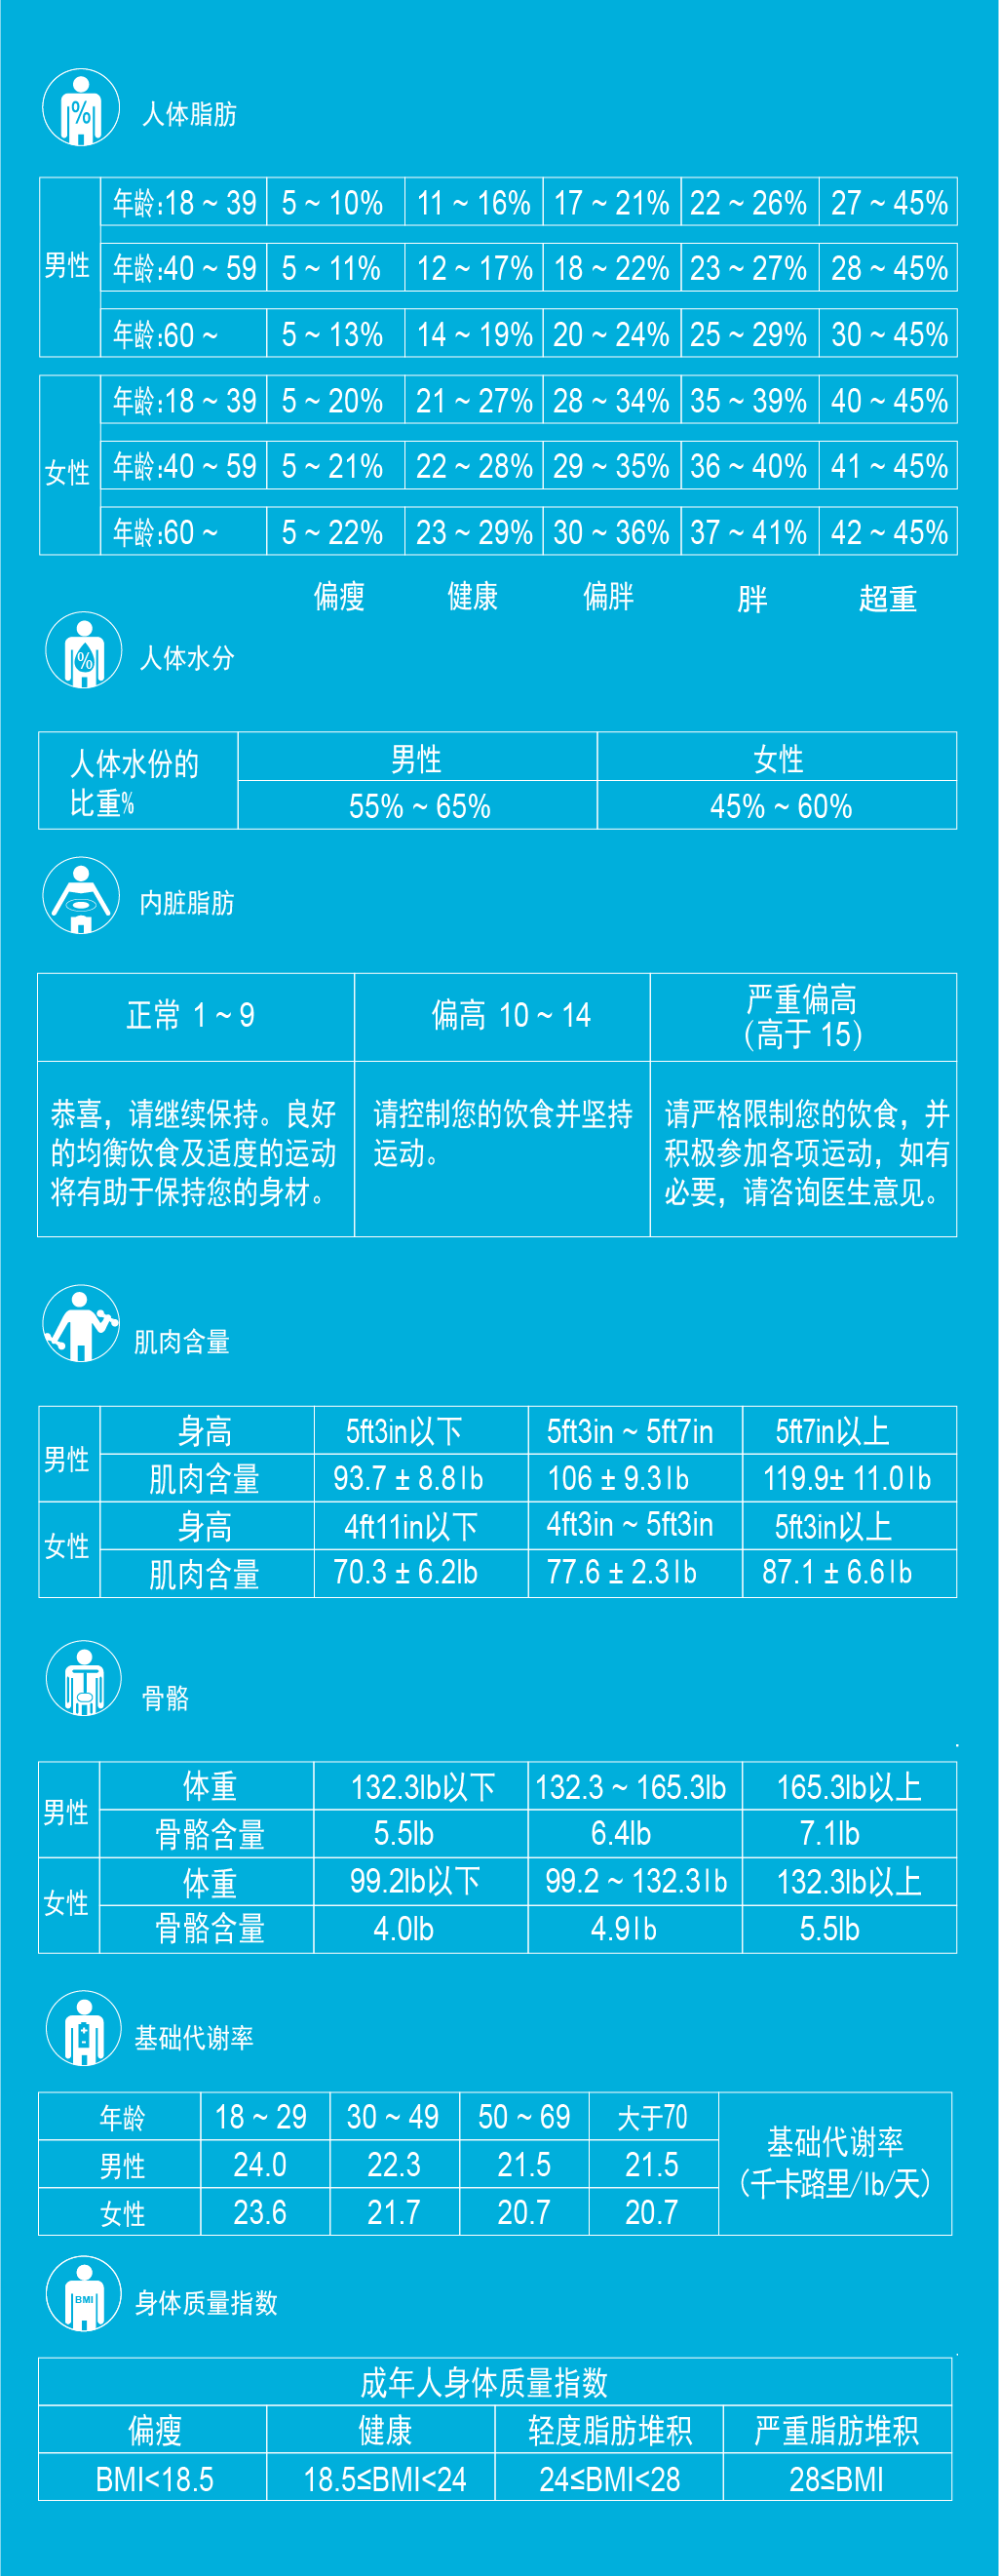 %
人体脂肪
男性
年龄:18 ~ 39 5 ~ 10% 11 ~ 16% 17 ~ 21% 22 ~ 26% 27 ~ 45%
年龄:40 ~ 59 5 ~ 11% 12 ~ 17% 18 ~ 22% 23 ~ 27% 28 ~ 45%
年龄:60 ~ 5 ~ 13% 14 ~ 19% 20 ~ 24% 25 ~ 29% 30 ~ 45%
女性
年龄:18 ~ 39 5 ~ 20% 21 ~ 27% 28 ~ 34% 35 ~ 39% 40 ~ 45%
年龄:40 ~ 59 5 ~ 21% 22 ~ 28% 29 ~ 35% 36 ~ 40% 41 ~ 45%
年龄:60 ~ 5 ~ 22% 23 ~ 29% 30 ~ 36% 37 ~ 41% 42 ~ 45%
偏瘦 健康 偏胖 胖 超重
%
人体水分
人体水份的
比重%
男性 女性
55% ~ 65% 45% ~ 60%
内脏脂肪
正常 1 ~ 9
偏高 10 ~ 14
严重偏高
（高于 15）
恭喜，请继续保持。良好
的均衡饮食及适度的运动
将有助于保持您的身材。
请控制您的饮食并坚持
运动。
请严格限制您的饮食，并
积极参加各项运动，如有
必要，请咨询医生意见。
肌肉含量
男性
身高 5ft3in以下 5ft3in ~ 5ft7in 5ft7in以上
肌肉含量 93.7 ± 8.8lb 106 ± 9.3lb 119.9± 11.0lb
女性
身高 4ft11in以下 4ft3in ~ 5ft3in 5ft3in以上
肌肉含量 70.3 ± 6.2lb 77.6 ± 2.3lb 87.1 ± 6.6lb
骨骼
男性
体重 132.3lb以下 132.3 ~ 165.3lb 165.3lb以上
骨骼含量 5.5lb 6.4lb 7.1lb
女性
体重 99.2lb以下 99.2 ~ 132.3lb 132.3lb以上
骨骼含量 4.0lb 4.9lb 5.5lb
基础代谢率
年龄 18 ~ 29 30 ~ 49 50 ~ 69 大于70
男性 24.0 22.3 21.5 21.5
女性 23.6 21.7 20.7 20.7
基础代谢率
（千卡路里/lb/天）
BMI
身体质量指数
成年人身体质量指数
偏瘦 健康 轻度脂肪堆积 严重脂肪堆积
BMI<18.5 18.5≤BMI<24 24≤BMI<28 28≤BMI